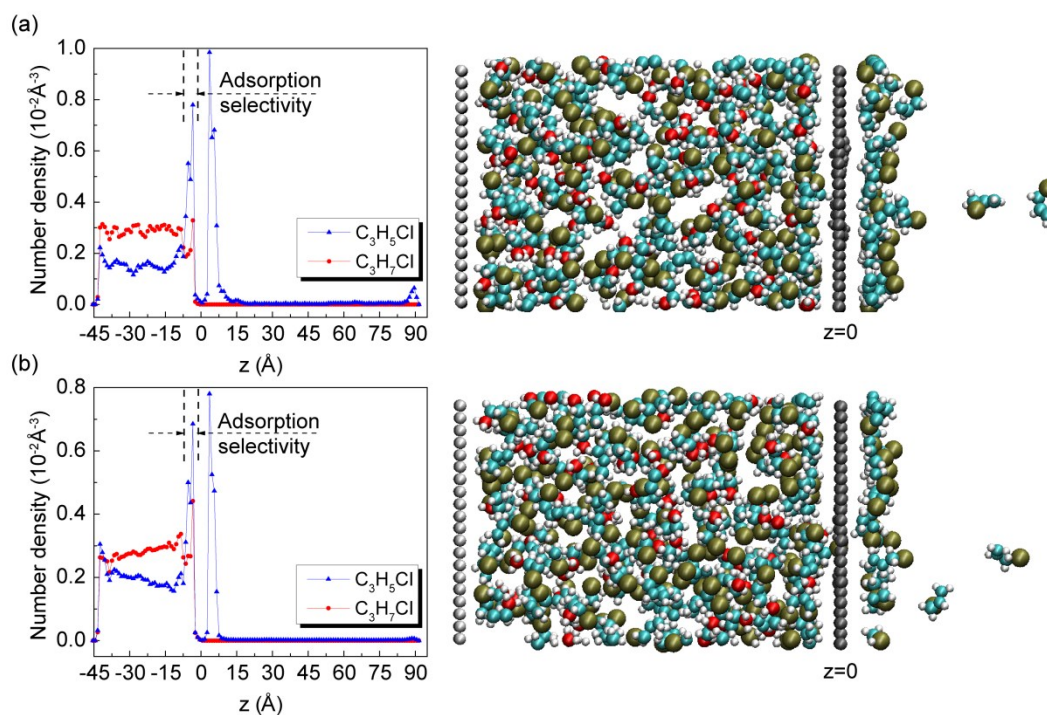 (a)
Number density (10⁻²Å⁻³)
1.0
0.8
0.6
0.4
0.2
0.0
Adsorption
selectivity
C₃H₅Cl
C₃H₇Cl
-45 -30 -15 0 15 30 45 60 75 90
z (Å)
z=0
(b)
Number density (10⁻²Å⁻³)
0.8
0.6
0.4
0.2
0.0
Adsorption
selectivity
C₃H₅Cl
C₃H₇Cl
-45 -30 -15 0 15 30 45 60 75 90
z (Å)
z=0